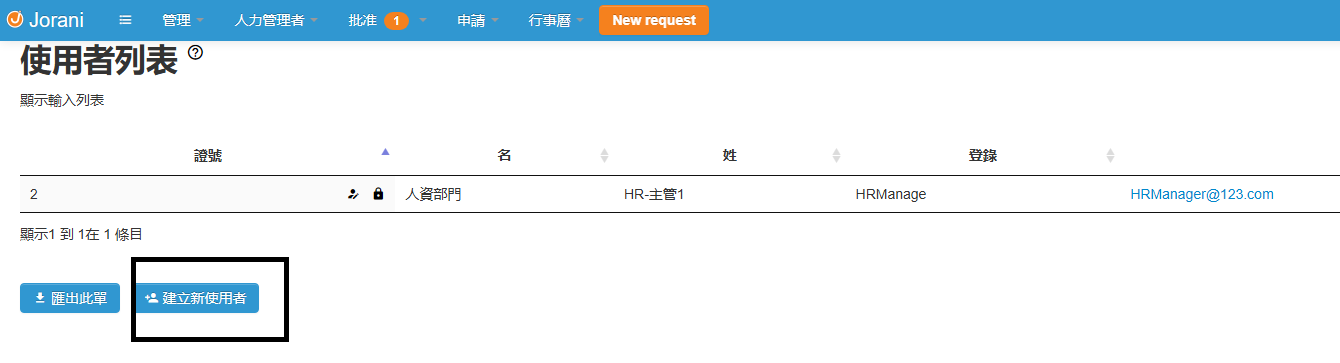 Jorani 管理 人力管理者 批准 1 申請 行事曆 New request
使用者列表
顯示輸入列表
證號 名 姓 登錄
2 人資部門 HR-主管1 HRManage HRManager@123.com
顯示1 到 1在 1 條目
匯出此單 建立新使用者